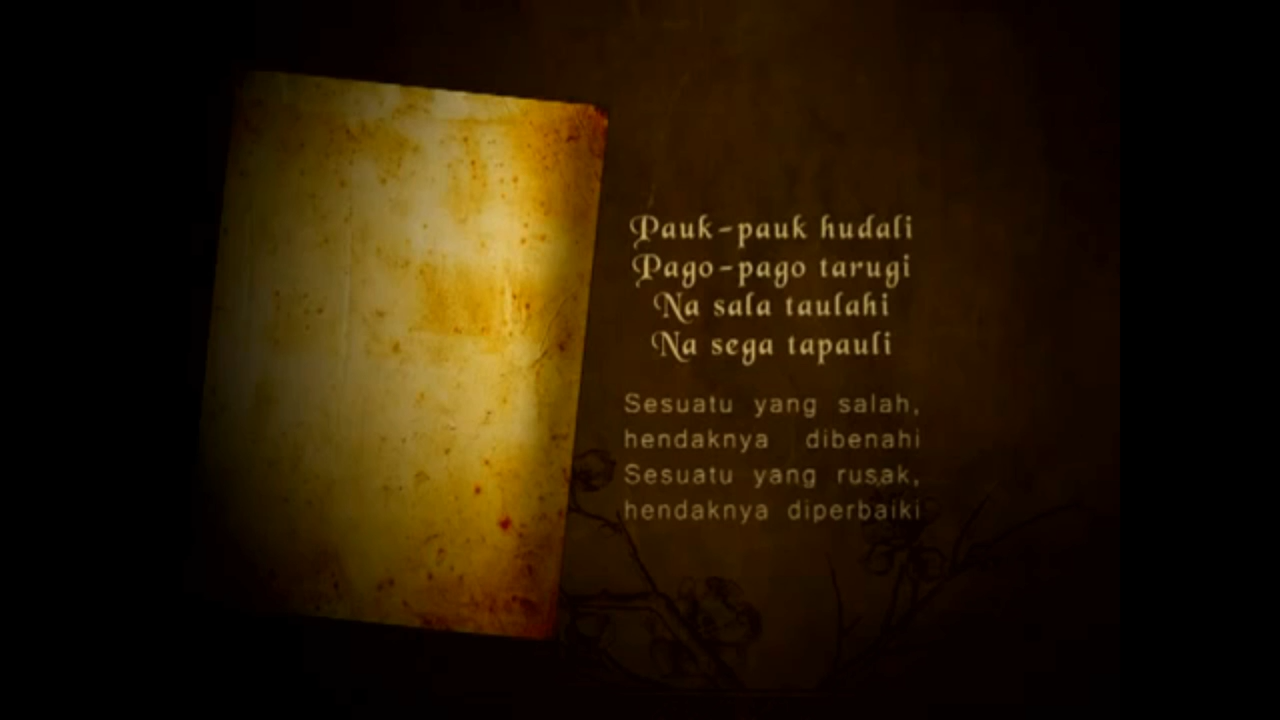 Pauk-pauk hudali
Pago-pago tarugi
Na sala taulahi
Na sega tapauli
Sesuatu yang salah,
hendaknya dibenahi
Sesuatu yang rusak,
hendaknya diperbaiki